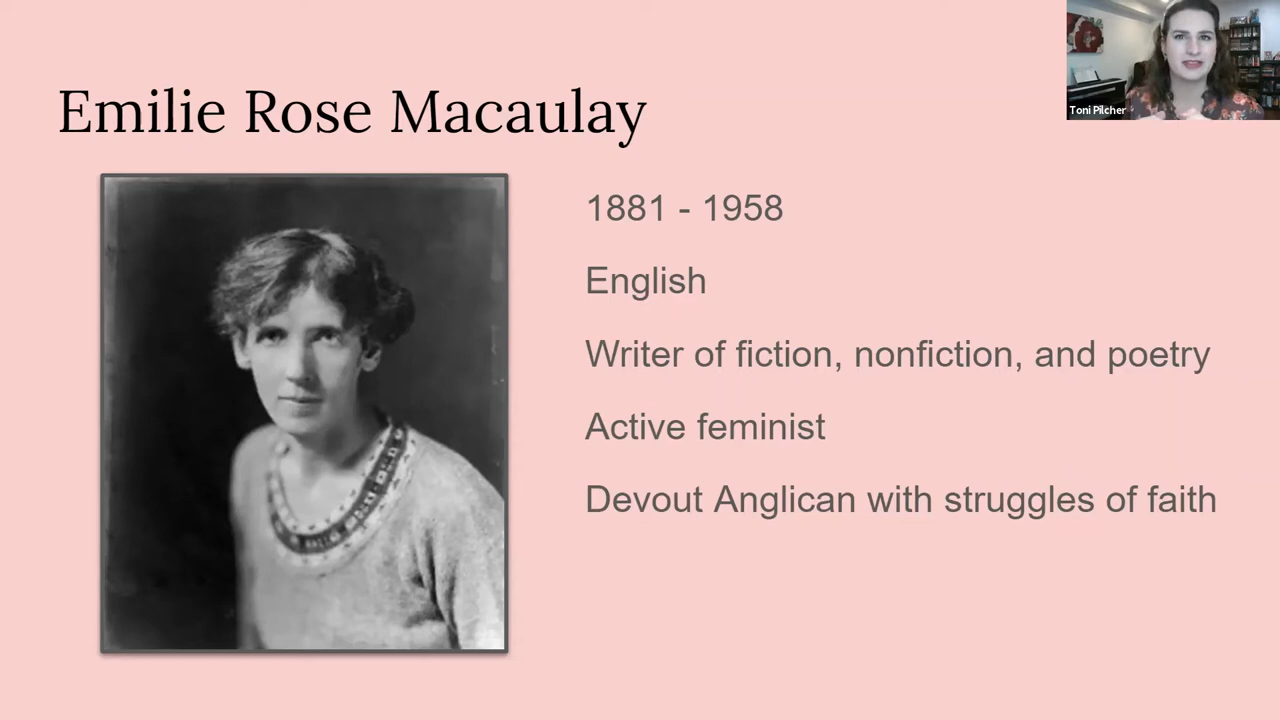 Emilie Rose Macaulay
Toni Pilcher
1881 - 1958
English
Writer of fiction, nonfiction, and poetry
Active feminist
Devout Anglican with struggles of faith